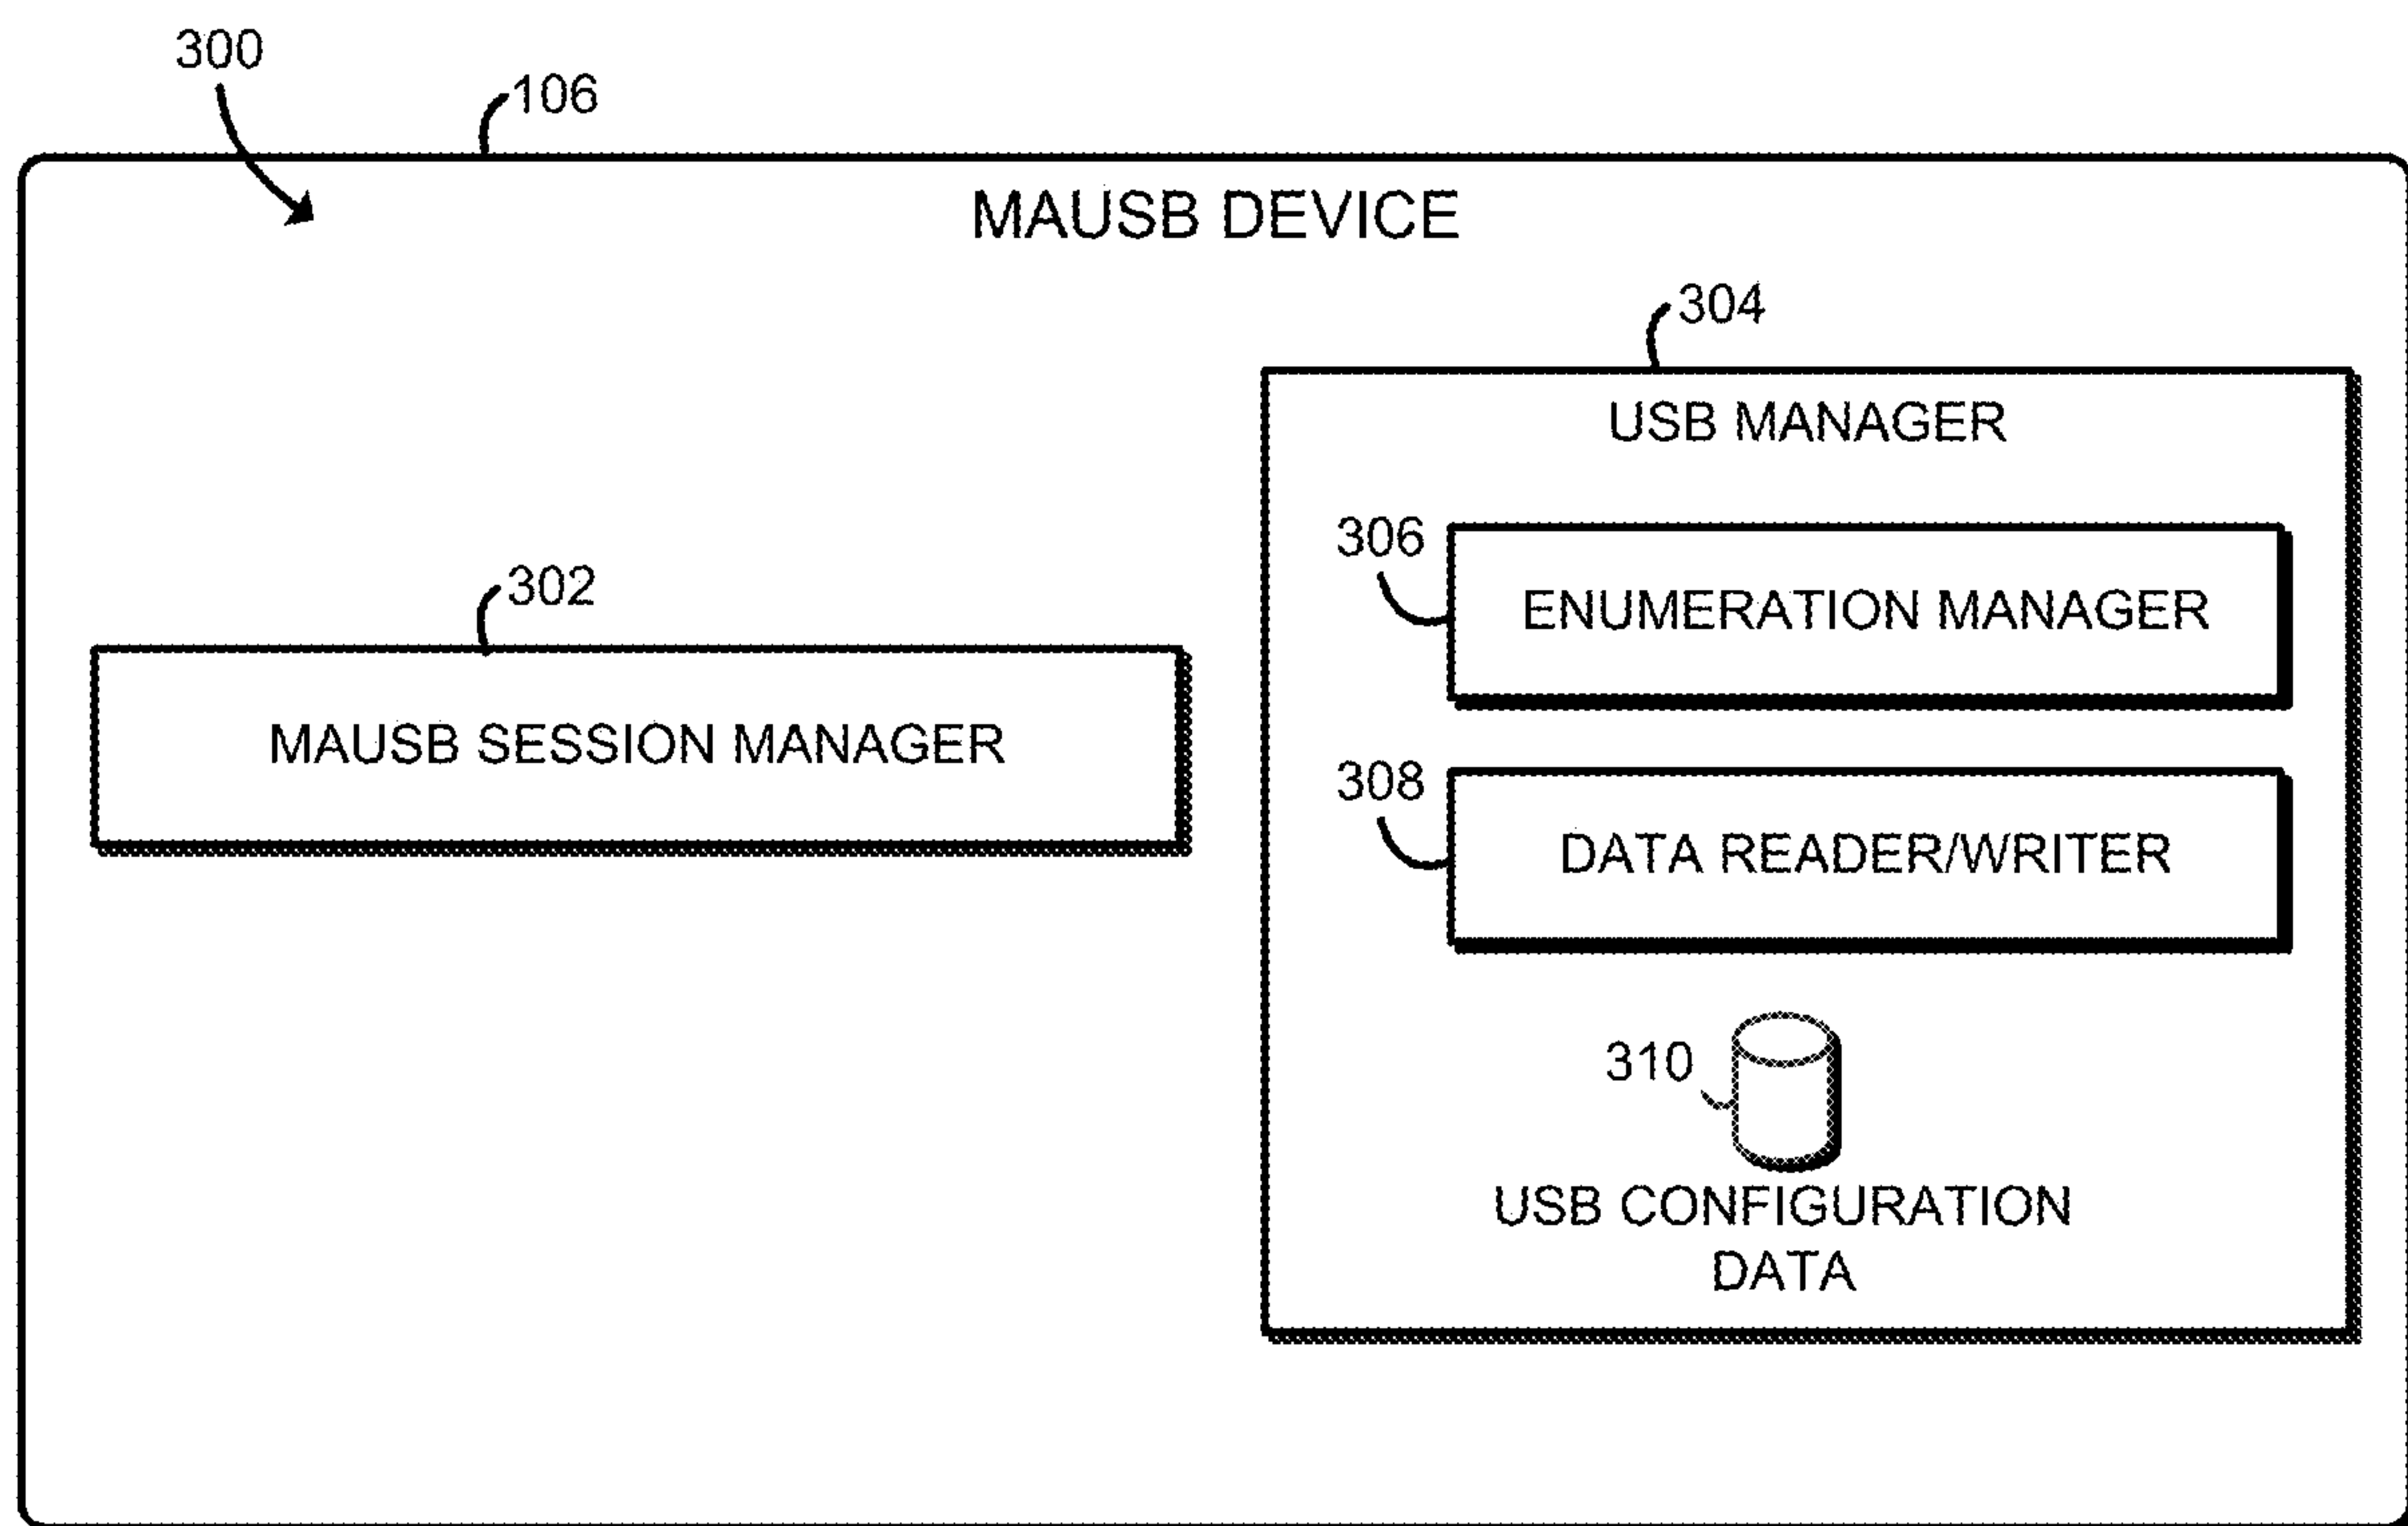 300
106
MAUSB DEVICE
304
USB MANAGER
306
ENUMERATION MANAGER
302
MAUSB SESSION MANAGER
308
DATA READER/WRITER
310
USB CONFIGURATION
DATA